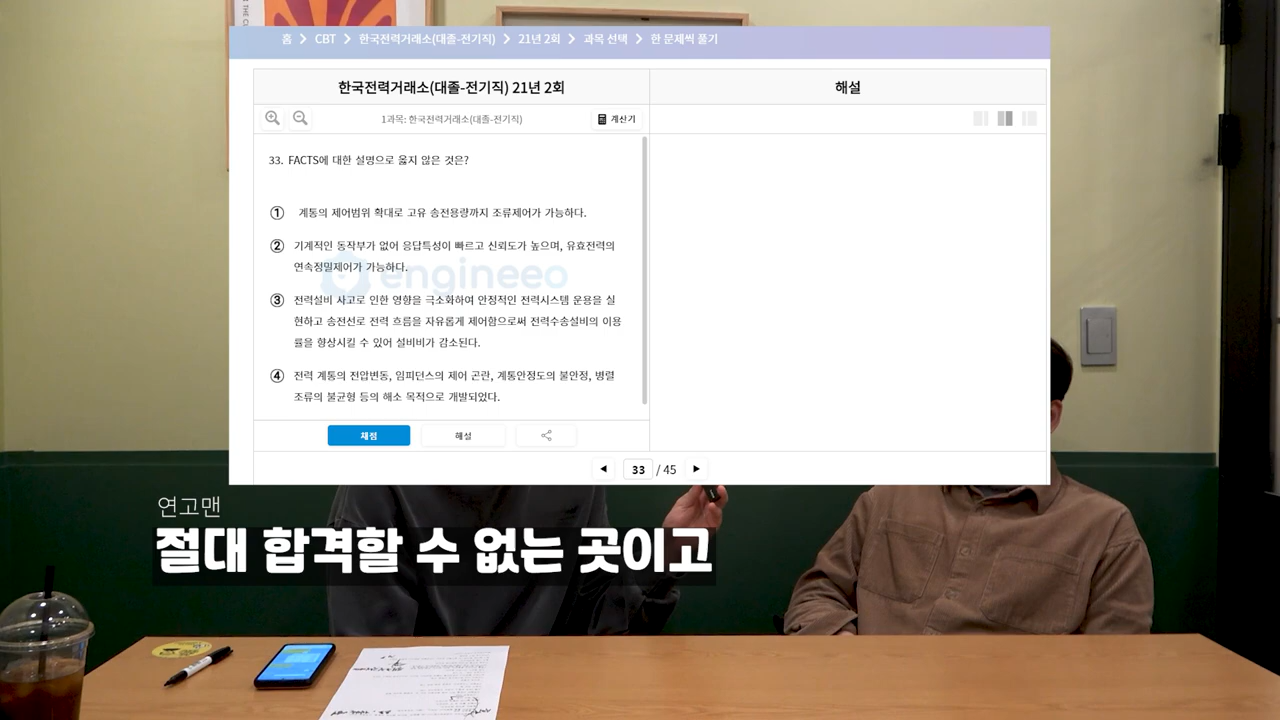 홈 > CBT > 한국전력거래소(대졸-전기직) > 21년 2회 > 과목 선택 > 한 문제씩 풀기
한국전력거래소(대졸-전기직) 21년 2회
해설
1과목: 한국전력거래소(대졸-전기직)
계산기
33. FACTS에 대한 설명으로 옳지 않은 것은?
① 계통의 제어범위 확대로 고유 송전용량까지 조류제어가 가능하다.
② 기계적인 동작부가 없어 응답특성이 빠르고 신뢰도가 높으며, 유효전력의
연속정밀제어가 가능하다.
engineeo
③ 전력설비 사고로 인한 영향을 극소화하여 안정적인 전력시스템 운용을 실
현하고 송전선로 전력 흐름을 자유롭게 제어함으로써 전력수송설비의 이용
률을 향상시킬 수 있어 설비비가 감소된다.
④ 전력 계통의 전압변동, 임피던스의 제어 곤란, 계통안정도의 불안정, 병렬
조류의 불균형 등의 해소 목적으로 개발되었다.
채점
해설
33 / 45
연고맨
절대 합격할 수 없는 곳이고